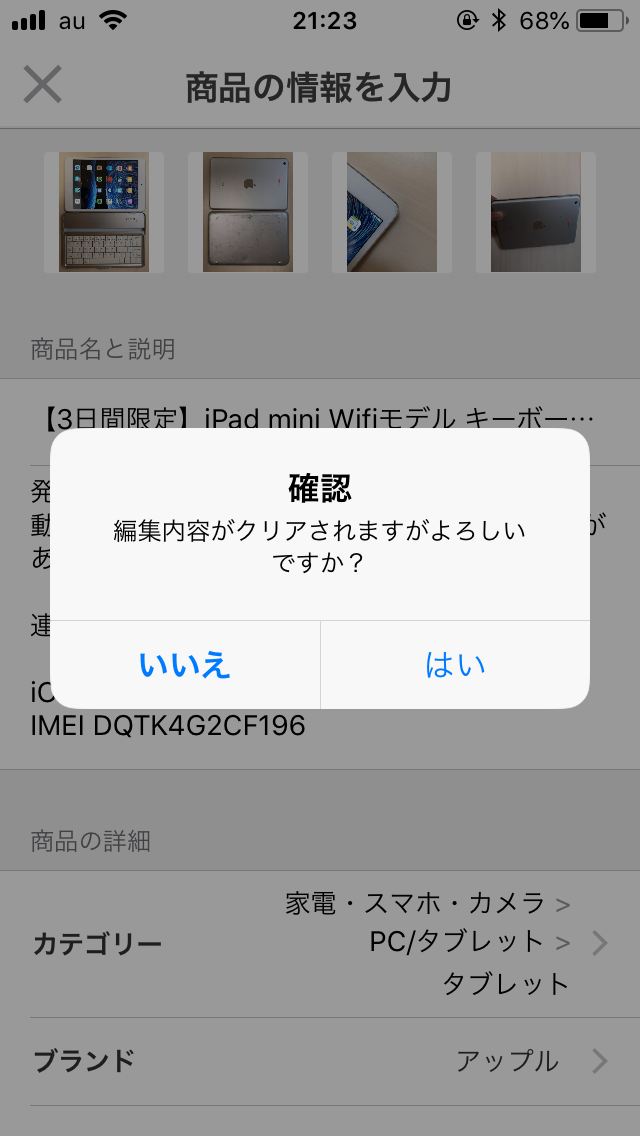 au 21:23 68%
商品の情報を入力
商品名と説明
【3日間限定】iPad mini Wifiモデル キーボー…
発
動 が
あ
確認
編集内容がクリアされますがよろしい
ですか？
連
いいえ はい
iC
IMEI DQTK4G2CF196
商品の詳細
家電・スマホ・カメラ >
カテゴリー PC/タブレット >
タブレット
ブランド アップル